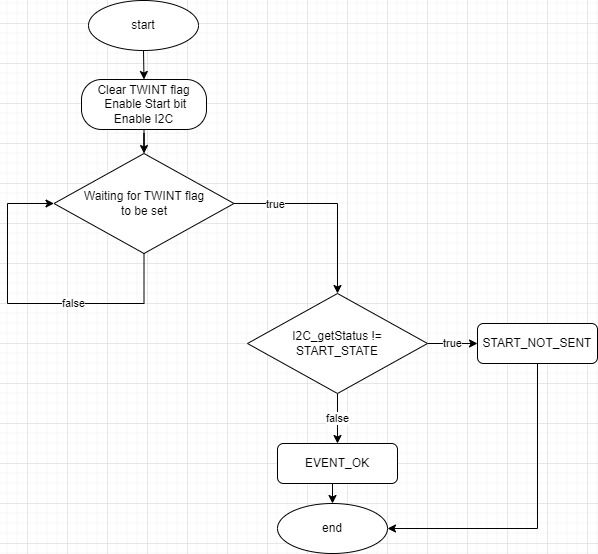 start
Clear TWINT flag
Enable Start bit
Enable I2C
Waiting for TWINT flag
to be set
true
false
I2C_getStatus !=
START_STATE
true
START_NOT_SENT
false
EVENT_OK
end